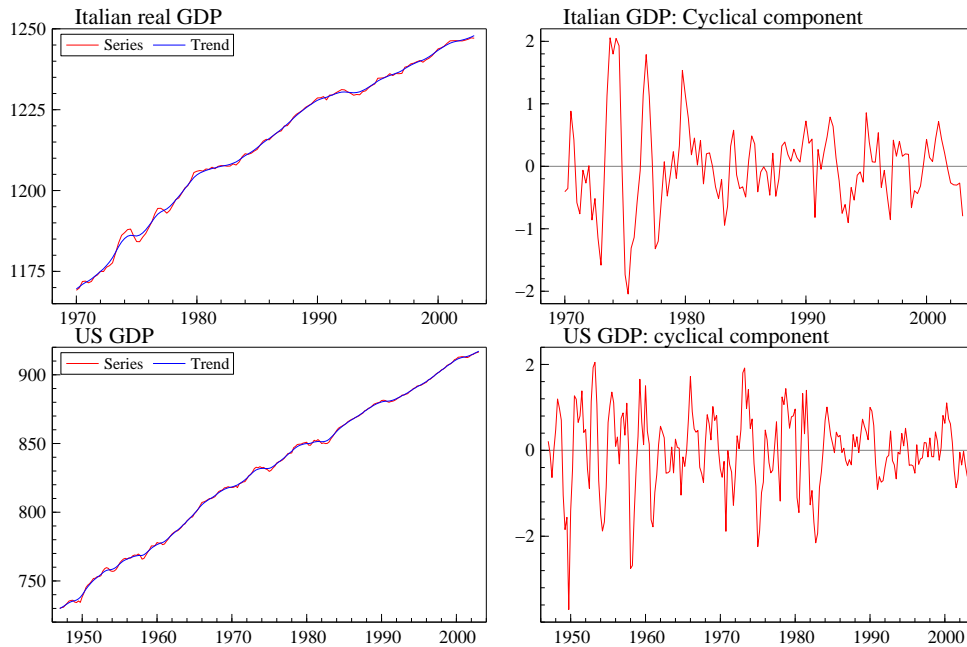 Italian real GDP
Series Trend
1250
1225
1200
1175
1970 1980 1990 2000
Italian GDP: Cyclical component
2
1
0
−1
−2
1970 1980 1990 2000
US GDP
Series Trend
900
850
800
750
1950 1960 1970 1980 1990 2000
US GDP: cyclical component
2
0
−2
1950 1960 1970 1980 1990 2000